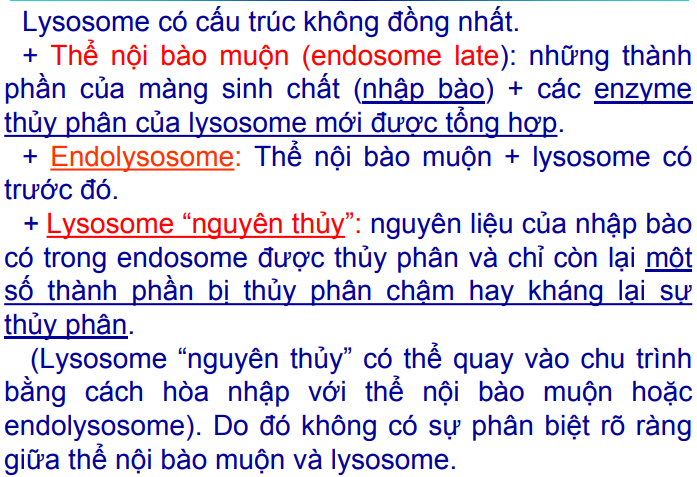 Lysosome có cấu trúc không đồng nhất.
+ Thể nội bào muộn (endosome late): những thành
phần của màng sinh chất (nhập bào) + các enzyme
thủy phân của lysosome mới được tổng hợp.
+ Endolysosome: Thể nội bào muộn + lysosome có
trước đó.
+ Lysosome “nguyên thủy”: nguyên liệu của nhập bào
có trong endosome được thủy phân và chỉ còn lại một
số thành phần bị thủy phân chậm hay kháng lại sự
thủy phân.
(Lysosome “nguyên thủy” có thể quay vào chu trình
bằng cách hòa nhập với thể nội bào muộn hoặc
endolysosome). Do đó không có sự phân biệt rõ ràng
giữa thể nội bào muộn và lysosome.